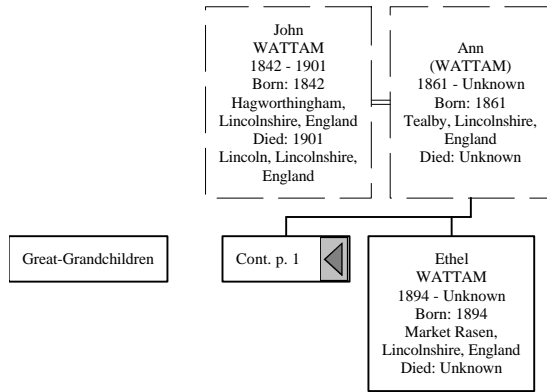 John
WATTAM
1842 - 1901
Born: 1842
Hagworthingham,
Lincolnshire, England
Died: 1901
Lincoln, Lincolnshire,
England
Ann
(WATTAM)
1861 - Unknown
Born: 1861
Tealby, Lincolnshire,
England
Died: Unknown
Great-Grandchildren
Cont. p. 1
Ethel
WATTAM
1894 - Unknown
Born: 1894
Market Rasen,
Lincolnshire, England
Died: Unknown